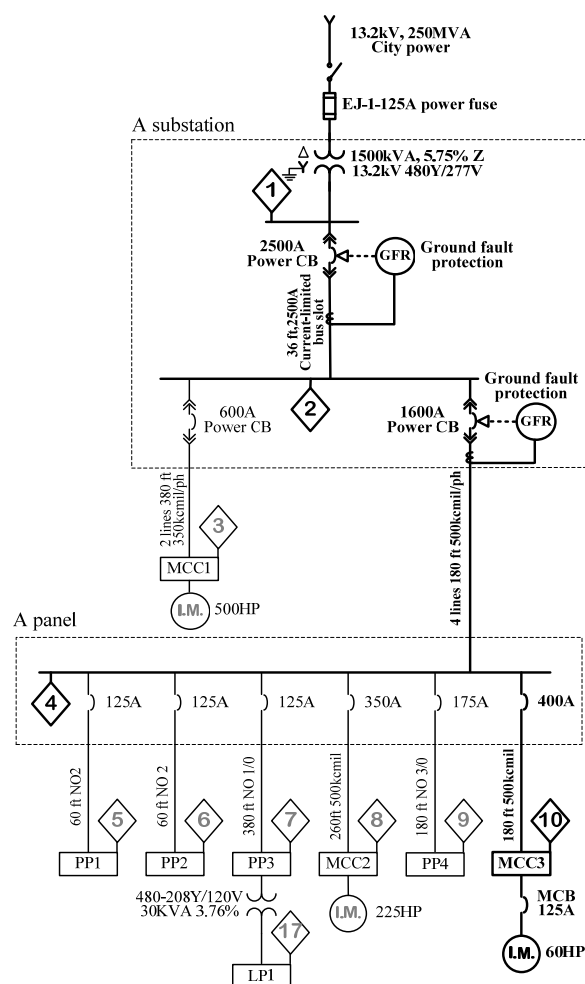 13.2kV, 250MVA
City power
EJ-1-125A power fuse
A substation
1500kVA, 5.75% Z
13.2kV 480Y/277V
1
2500A
Power CB
GFR
Ground fault
protection
36 ft,2500A
Current-limited
bus slot
2
600A
Power CB
1600A
Power CB
Ground fault
protection
GFR
2 lines 380 ft
350kcmil/ph
3
MCC1
I.M.
500HP
4 lines 180 ft 500kcmil/ph
A panel
4
125A
125A
125A
350A
175A
400A
60 ft NO2
60 ft NO 2
380 ft NO 1/0
260ft 500kcmil
180 ft NO 3/0
180 ft 500kcmil
5
6
7
8
9
10
PP1
PP2
PP3
MCC2
PP4
MCC3
480-208Y/120V
30KVA 3.76%
I.M.
225HP
MCB
125A
17
LP1
I.M.
60HP